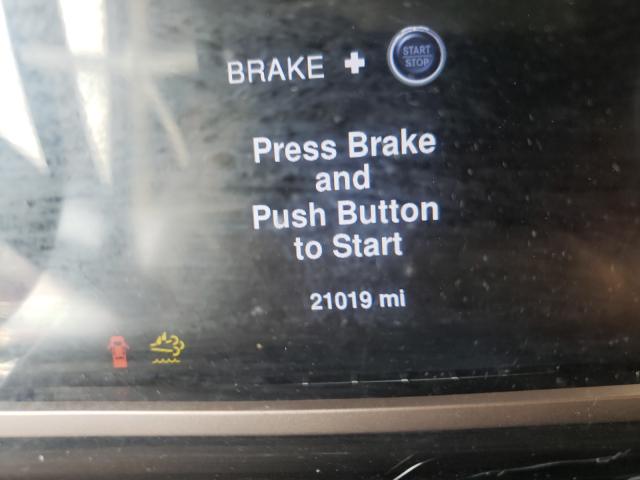 BRAKE + START STOP
Press Brake
and
Push Button
to Start
21019 mi